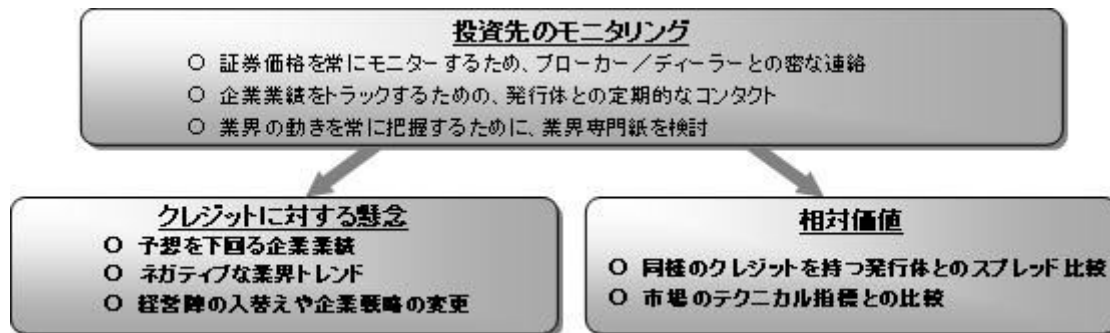 投資先のモニタリング
○ 証券価格を常にモニターするため、ブローカー／ディーラーとの密な連絡
○ 企業業績をトラックするための、発行体との定期的なコンタクト
○ 業界の動きを常に把握するために、業界専門紙を検討
クレジットに対する懸念
○ 予想を下回る企業業績
○ ネガティブな業界トレンド
○ 経営陣の入替えや企業戦略の変更
相対価値
○ 同様のクレジットを持つ発行体とのスプレッド比較
○ 市場のテクニカル指標との比較